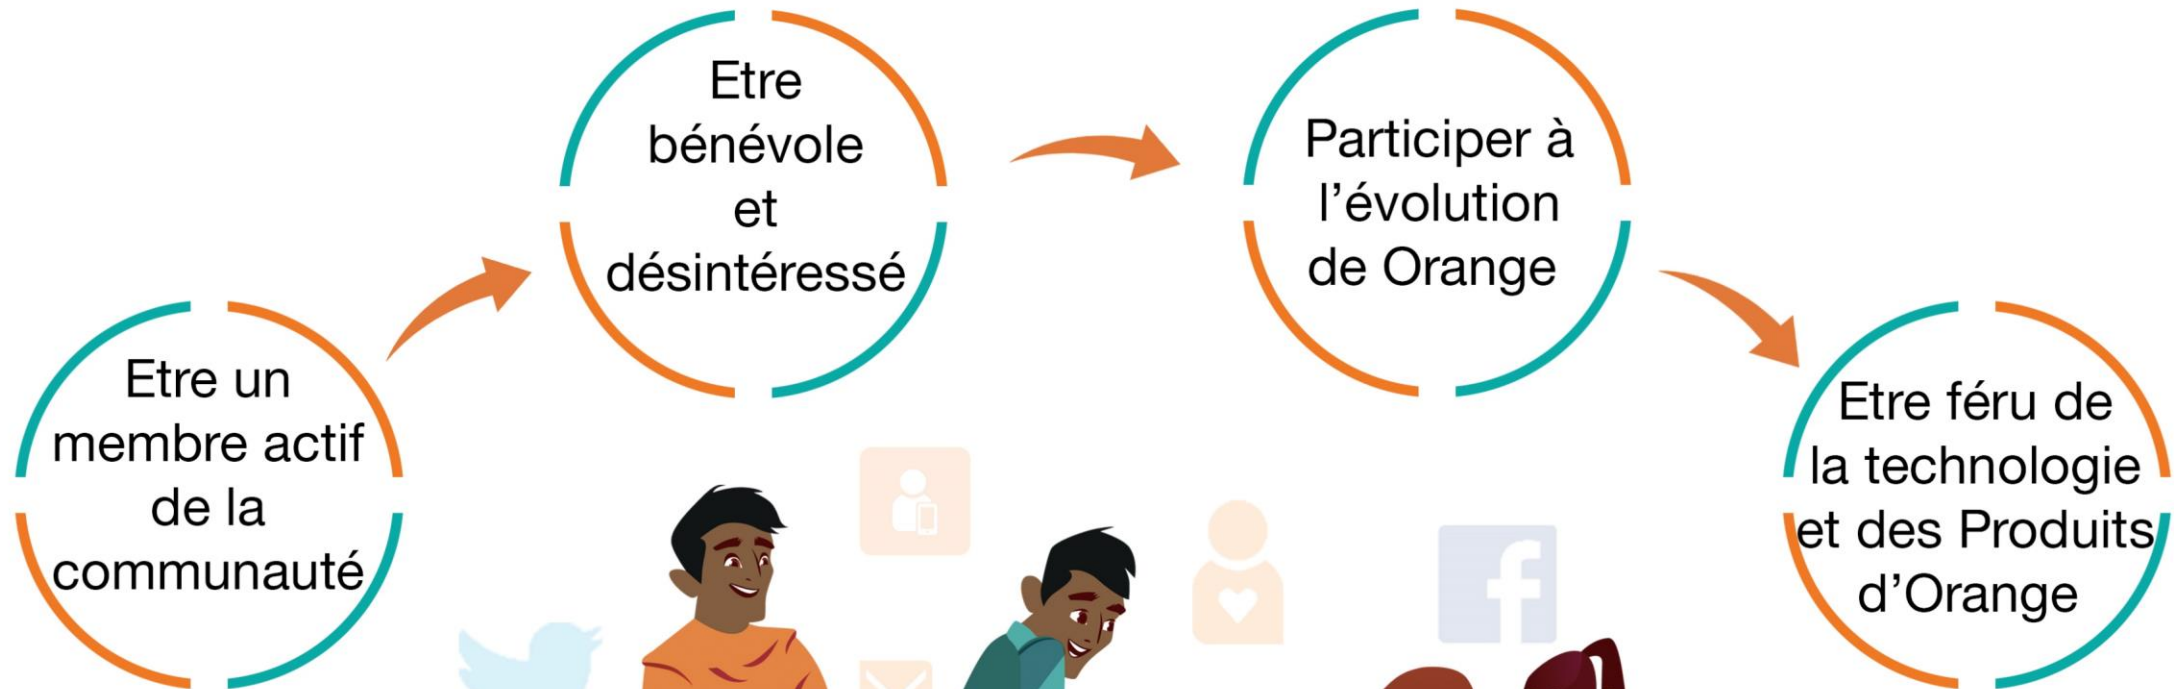 Etre un
membre actif
de la
communauté
Etre
bénévole
et
désintéressé
Participer à
l’évolution
de Orange
Etre féru de
la technologie
et des Produits
d’Orange